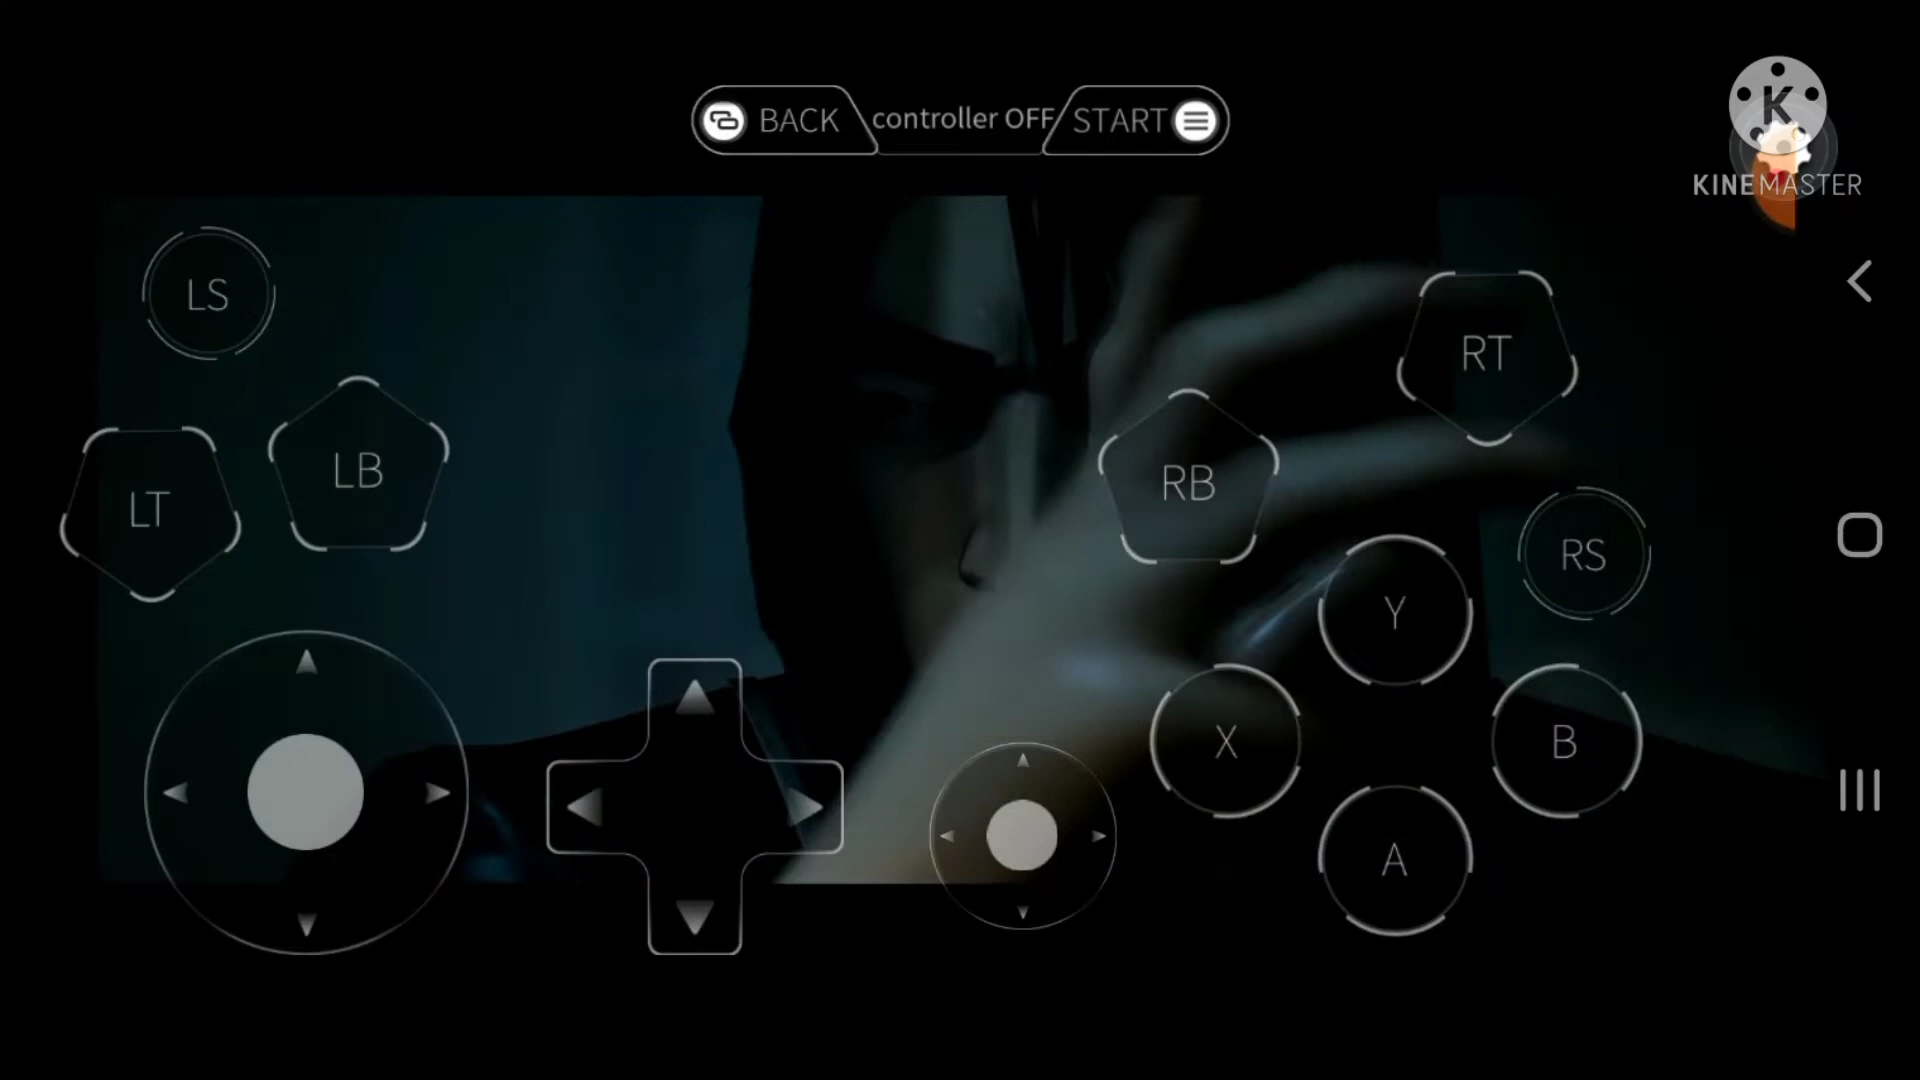 BACK controller OFF START
K
KINEMASTER
LS
RT
LB
LT
RB
RS
Y
X
B
A